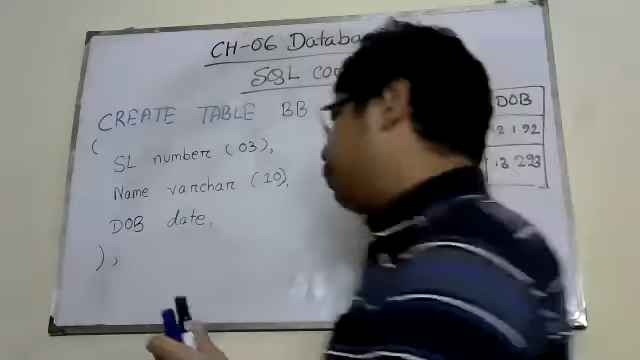 CH-06 Databa
SQL co
CREATE TABLE BB
(
SL number (03),
Name varchar (10),
DOB date,
);
DOB